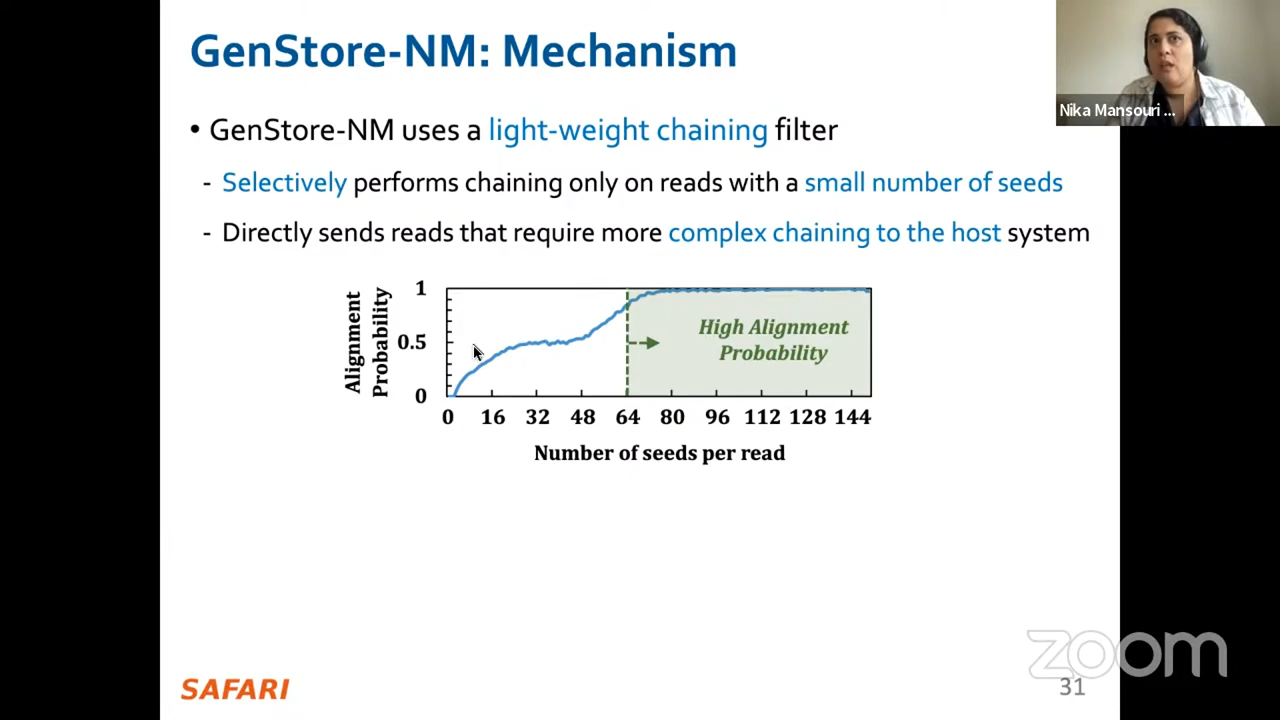 GenStore-NM: Mechanism
Nika Mansouri ...
• GenStore-NM uses a light-weight chaining filter
- Selectively performs chaining only on reads with a small number of seeds
- Directly sends reads that require more complex chaining to the host system
Alignment
Probability
1
0.5
0
High Alignment
Probability
0 16 32 48 64 80 96 112 128 144
Number of seeds per read
zoom
SAFARI
31